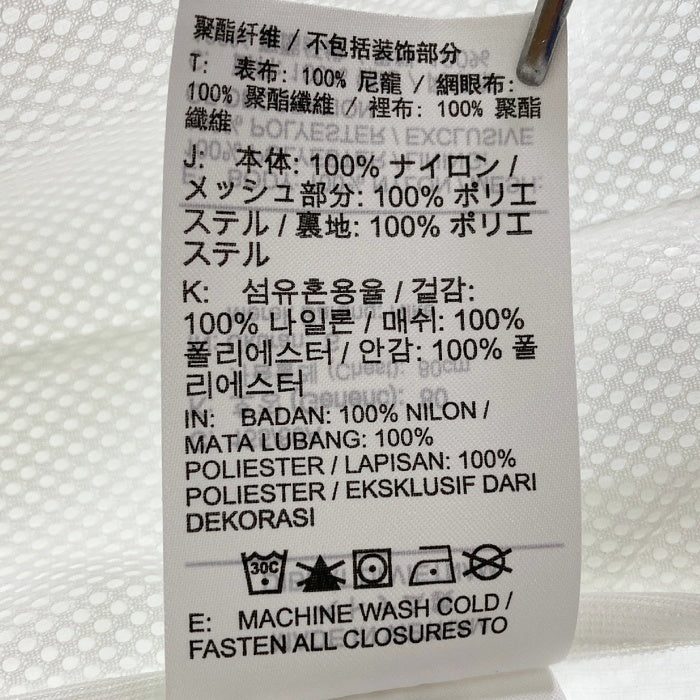 聚酯纤维 / 不包括装饰部分
T: 表布: 100% 尼龍 / 網眼布:
100% 聚酯纖維 / 裡布: 100% 聚酯
纖維
J: 本体: 100% ナイロン /
メッシュ部分: 100% ポリエ
ステル / 裏地: 100% ポリエ
ステル
K: 섬유혼용율 / 겉감:
100% 나일론 / 매쉬: 100%
폴리에스터 / 안감: 100% 폴
리에스터
IN: BADAN: 100% NILON /
MATA LUBANG: 100%
POLIESTER / LAPISAN: 100%
POLIESTER / EKSKLUSIF DARI
DEKORASI
30C
E: MACHINE WASH COLD /
FASTEN ALL CLOSURES TO